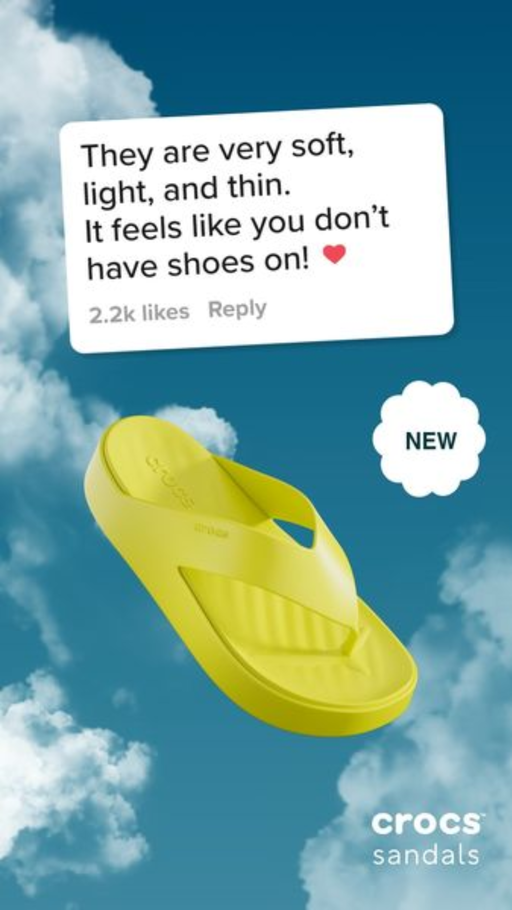 They are very soft,
light, and thin.
It feels like you don’t
have shoes on! ❤️
2.2k likes Reply
NEW
crocs
crocs
crocs™
sandals